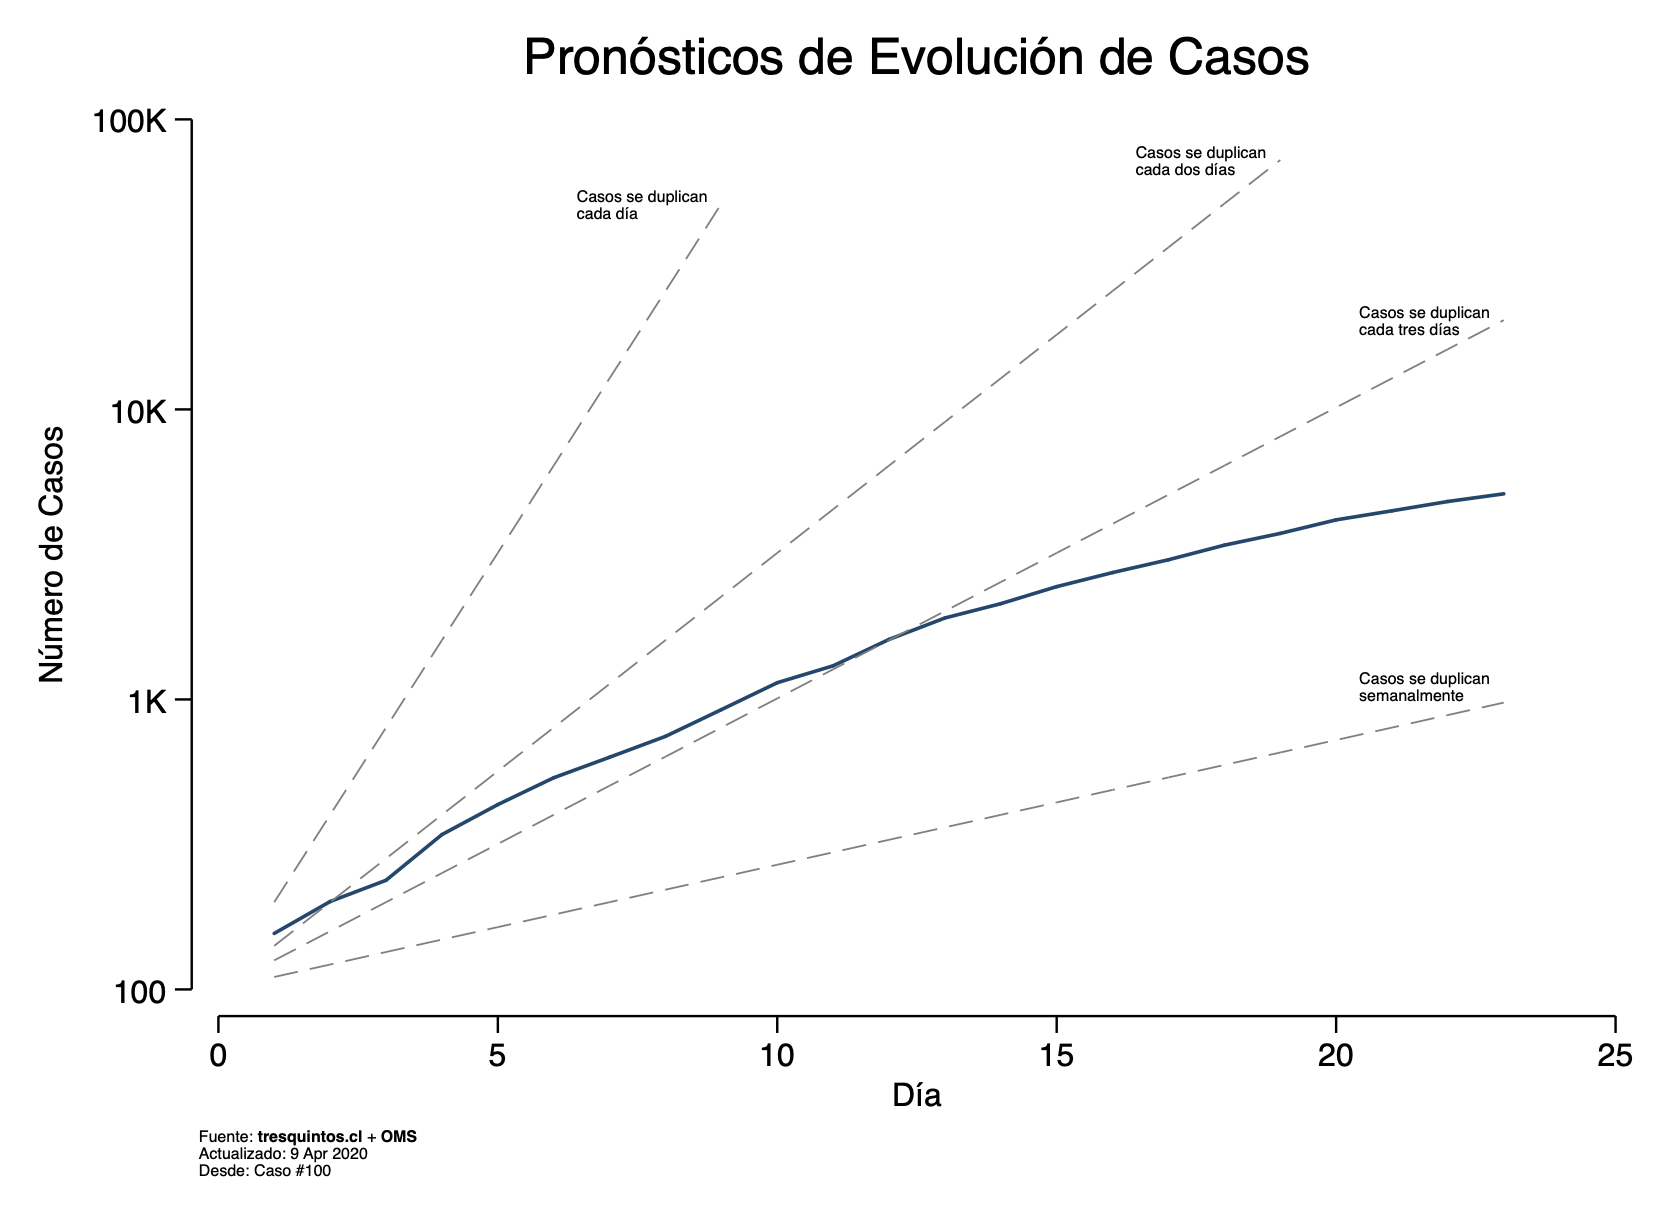 Pronósticos de Evolución de Casos
100K
10K
1K
100
Número de Casos
Casos se duplican
cada día
Casos se duplican
cada dos días
Casos se duplican
cada tres días
Casos se duplican
semanalmente
0 5 10 15 20 25
Día
Fuente: tresquintos.cl + OMS
Actualizado: 9 Apr 2020
Desde: Caso #100